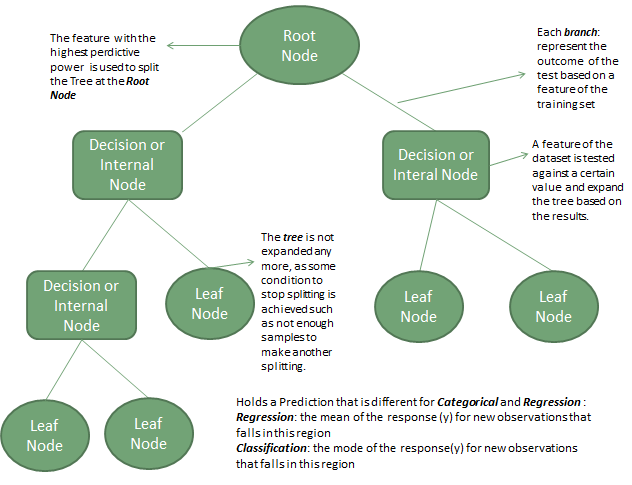 The feature with the
highest perdictive
power is used to split
the Tree at the Root
Node
Root
Node
Each branch:
represent the
outcome of the
test based on a
feature of the
training set
Decision or
Internal
Node
Decision or
Interal Node
A feature of the
dataset is tested
against a certain
value and expand
the tree based on
the results.
The tree is not
expanded any
more, as some
condition to
stop splitting is
achieved such
as not enough
samples to
make another
splitting.
Decision or
Internal
Node
Leaf
Node
Leaf
Node
Leaf
Node
Leaf
Node
Leaf
Node
Holds a Prediction that is different for Categorical and Regression :
Regression: the mean of the response (y) for new observations that
falls in this region
Classification: the mode of the response(y) for new observations
that falls in this region